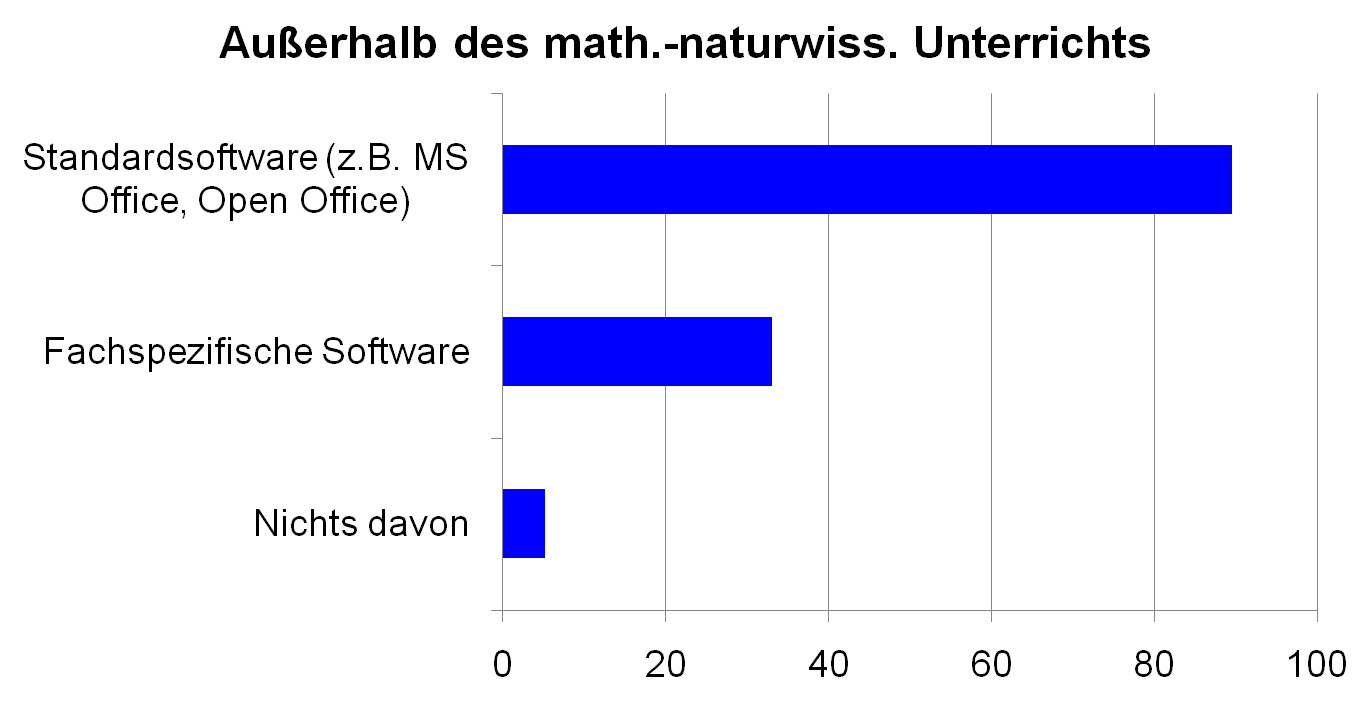 Außerhalb des math.-naturwiss. Unterrichts
Standardsoftware (z.B. MS
Office, Open Office)
Fachspezifische Software
Nichts davon
0 20 40 60 80 100